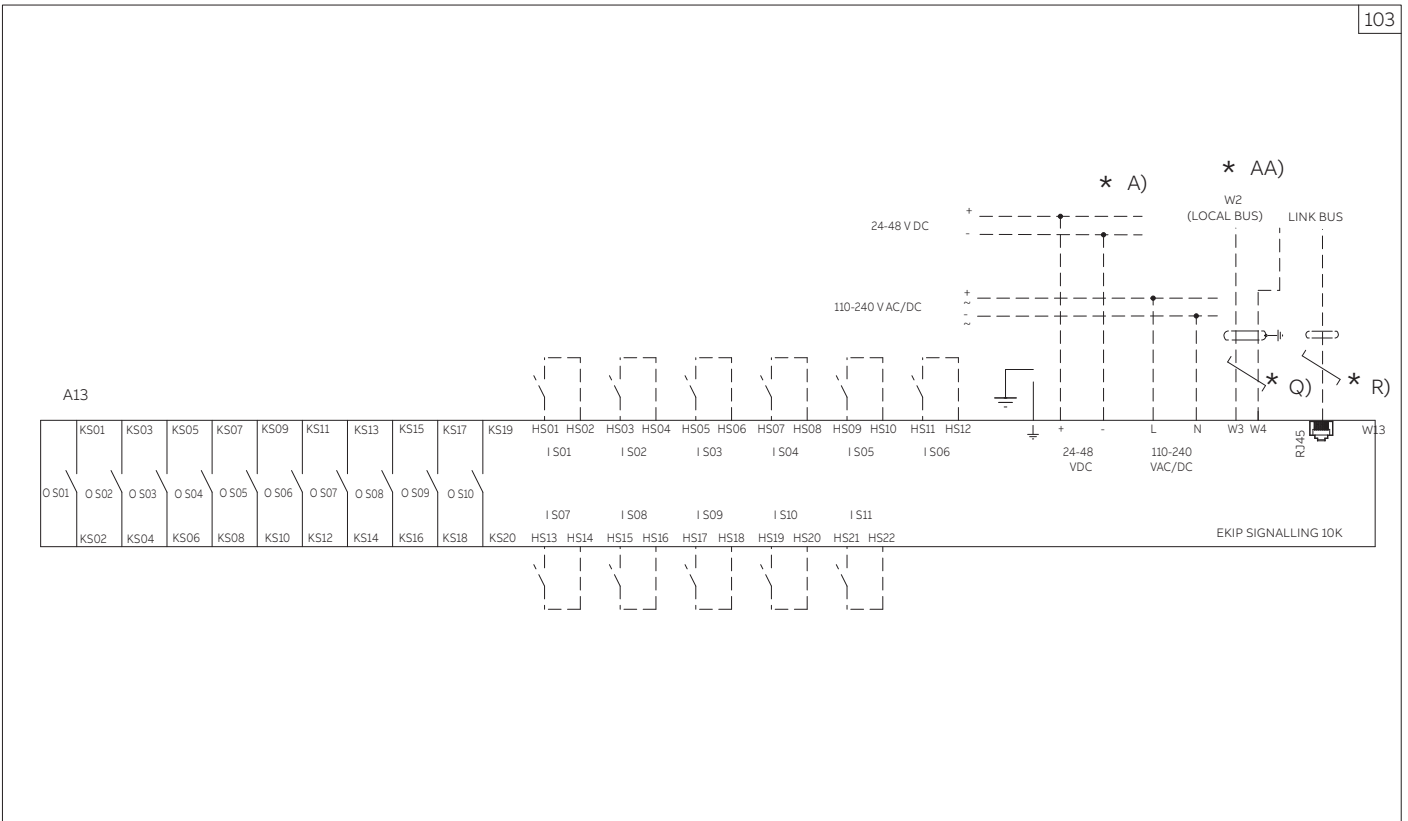 103
* A)
* AA)
W2
(LOCAL BUS)
LINK BUS
+
24-48 V DC
-
+
~
110-240 V AC/DC
-
~
* Q)
* R)
A13
KS01 KS03 KS05 KS07 KS09 KS11 KS13 KS15 KS17 KS19 HS01 HS02 HS03 HS04 HS05 HS06 HS07 HS08 HS09 HS10 HS11 HS12 + - L N W3 W4 RJ45 W13
I S01 I S02 I S03 I S04 I S05 I S06 24-48 110-240
VDC VAC/DC
O S01 O S02 O S03 O S04 O S05 O S06 O S07 O S08 O S09 O S10
I S07 I S08 I S09 I S10 I S11
KS02 KS04 KS06 KS08 KS10 KS12 KS14 KS16 KS18 KS20 HS13 HS14 HS15 HS16 HS17 HS18 HS19 HS20 HS21 HS22 EKIP SIGNALLING 10K